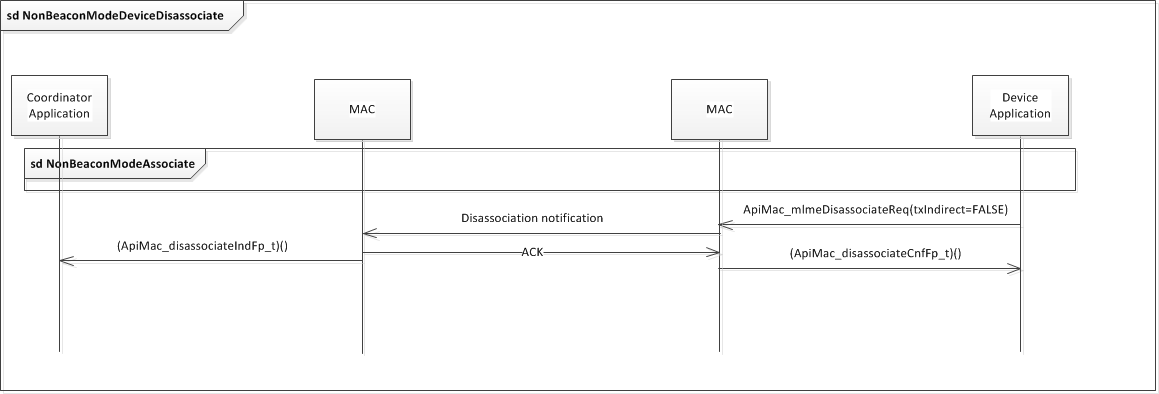 sd NonBeaconModeDeviceDisassociate
Coordinator
Application
MAC
MAC
Device
Application
sd NonBeaconModeAssociate
ApiMac_mlmeDisassociateReq(txIndirect=FALSE)
Disassociation notification
(ApiMac_disassociateIndFp_t)()
ACK
(ApiMac_disassociateCnfFp_t)()